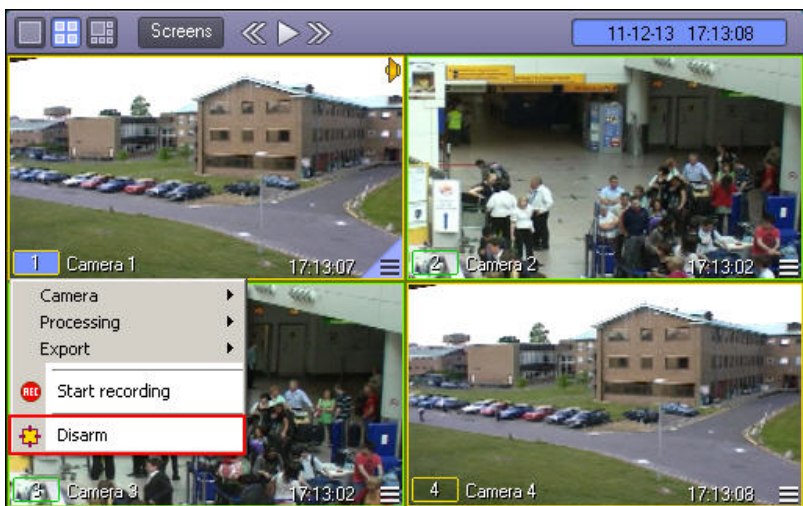 Screens
11-12-13 17:13:08
1 Camera 1 17:13:07
2 Camera 2 17:13:02
Camera
Processing
Export
REC Start recording
Disarm
3 Camera 3 17:13:02
4 Camera 4 17:13:08